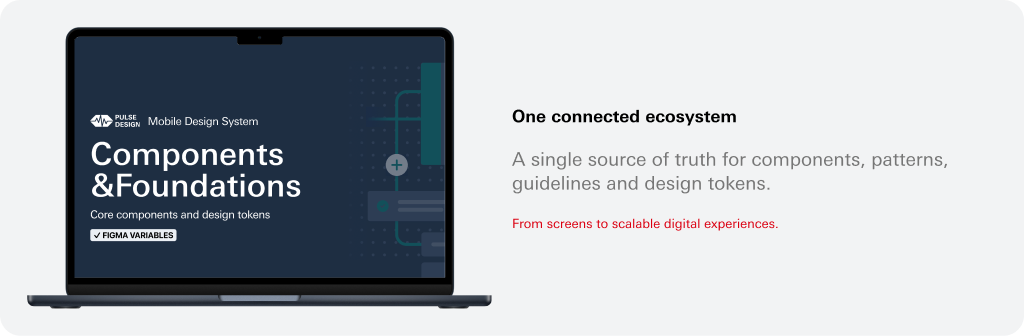 PULSE
DESIGN
Mobile Design System
Components
&Foundations
Core components and design tokens
✓ FIGMA VARIABLES
One connected ecosystem
A single source of truth for components, patterns,
guidelines and design tokens.
From screens to scalable digital experiences.